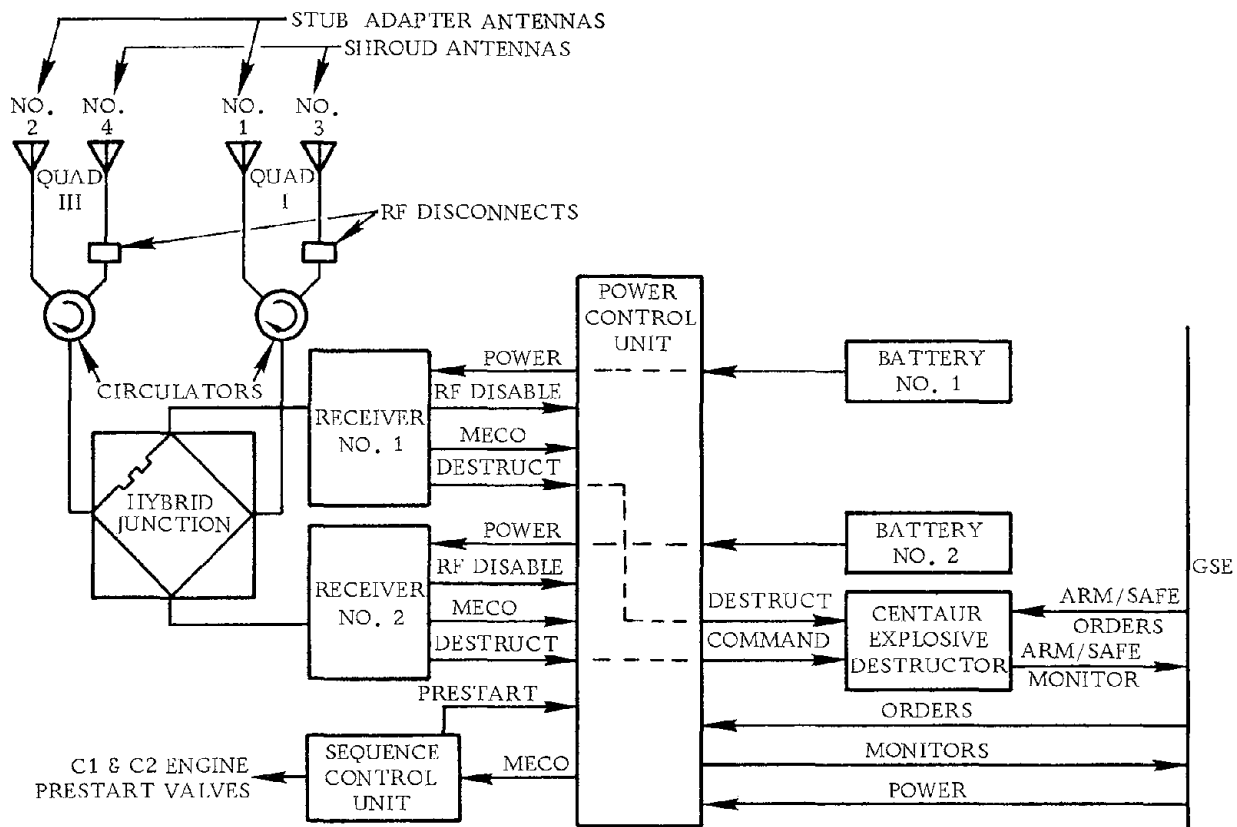 STUB ADAPTER ANTENNAS
SHROUD ANTENNAS
NO. 2
NO. 4
NO. 1
NO. 3
QUAD III
QUAD I
RF DISCONNECTS
CIRCULATORS
HYBRID JUNCTION
RECEIVER NO. 1
POWER
RF DISABLE
MECO
DESTRUCT
RECEIVER NO. 2
POWER
RF DISABLE
MECO
DESTRUCT
POWER CONTROL UNIT
BATTERY NO. 1
BATTERY NO. 2
DESTRUCT
COMMAND
CENTAUR EXPLOSIVE DESTRUCTOR
ARM/SAFE
ORDERS
ARM/SAFE
MONITOR
GSE
ORDERS
MONITORS
POWER
PRESTART
MECO
SEQUENCE CONTROL UNIT
C1 & C2 ENGINE
PRESTART VALVES